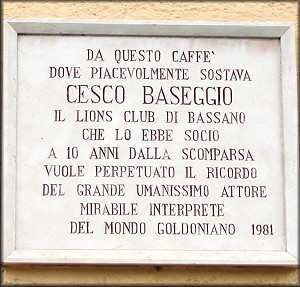 DA QUESTO CAFFE'
DOVE PIACEVOLMENTE SOSTAVA
CESCO BASEGGIO
IL LIONS CLUB DI BASSANO
CHE LO EBBE SOCIO
A 10 ANNI DALLA SCOMPARSA
VUOLE PERPETUATO IL RICORDO
DEL GRANDE UMANISSIMO ATTORE
MIRABILE INTERPRETE
DEL MONDO GOLDONIANO 1981